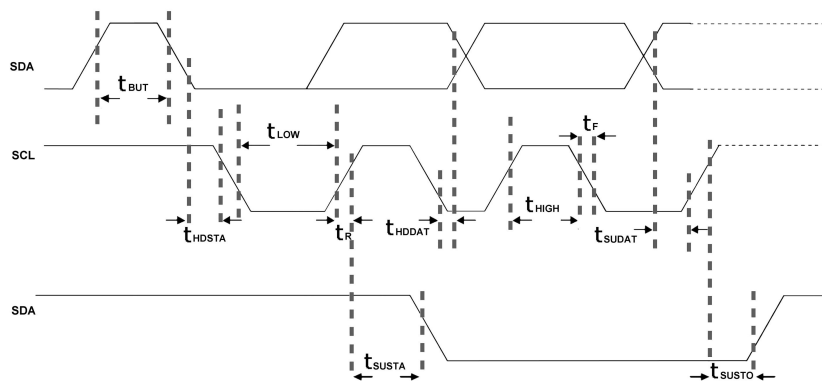 SDA
tBUT
tLOW
tF
SCL
tHDSTA
tR
tHDDAT
tHIGH
tSUDAT
SDA
tSUSTA
tSUSTO